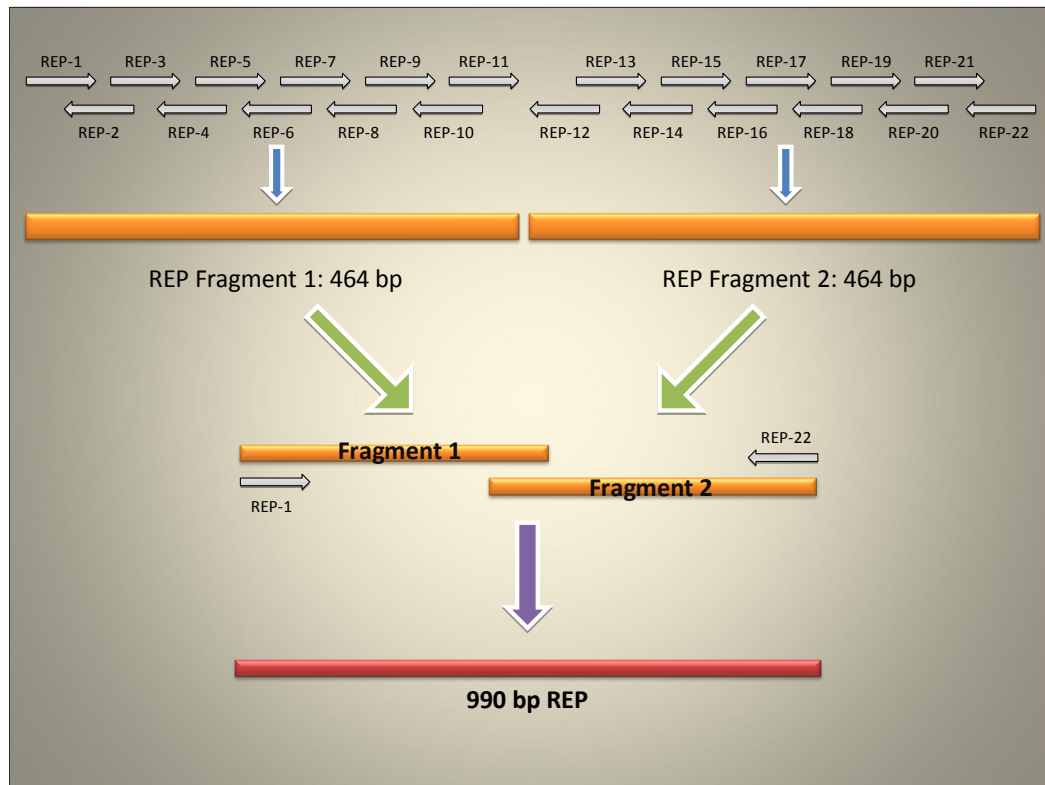 REP-1 REP-3 REP-5 REP-7 REP-9 REP-11 REP-13 REP-15 REP-17 REP-19 REP-21
REP-2 REP-4 REP-6 REP-8 REP-10 REP-12 REP-14 REP-16 REP-18 REP-20 REP-22
REP Fragment 1: 464 bp REP Fragment 2: 464 bp
REP-22
Fragment 1
Fragment 2
REP-1
990 bp REP